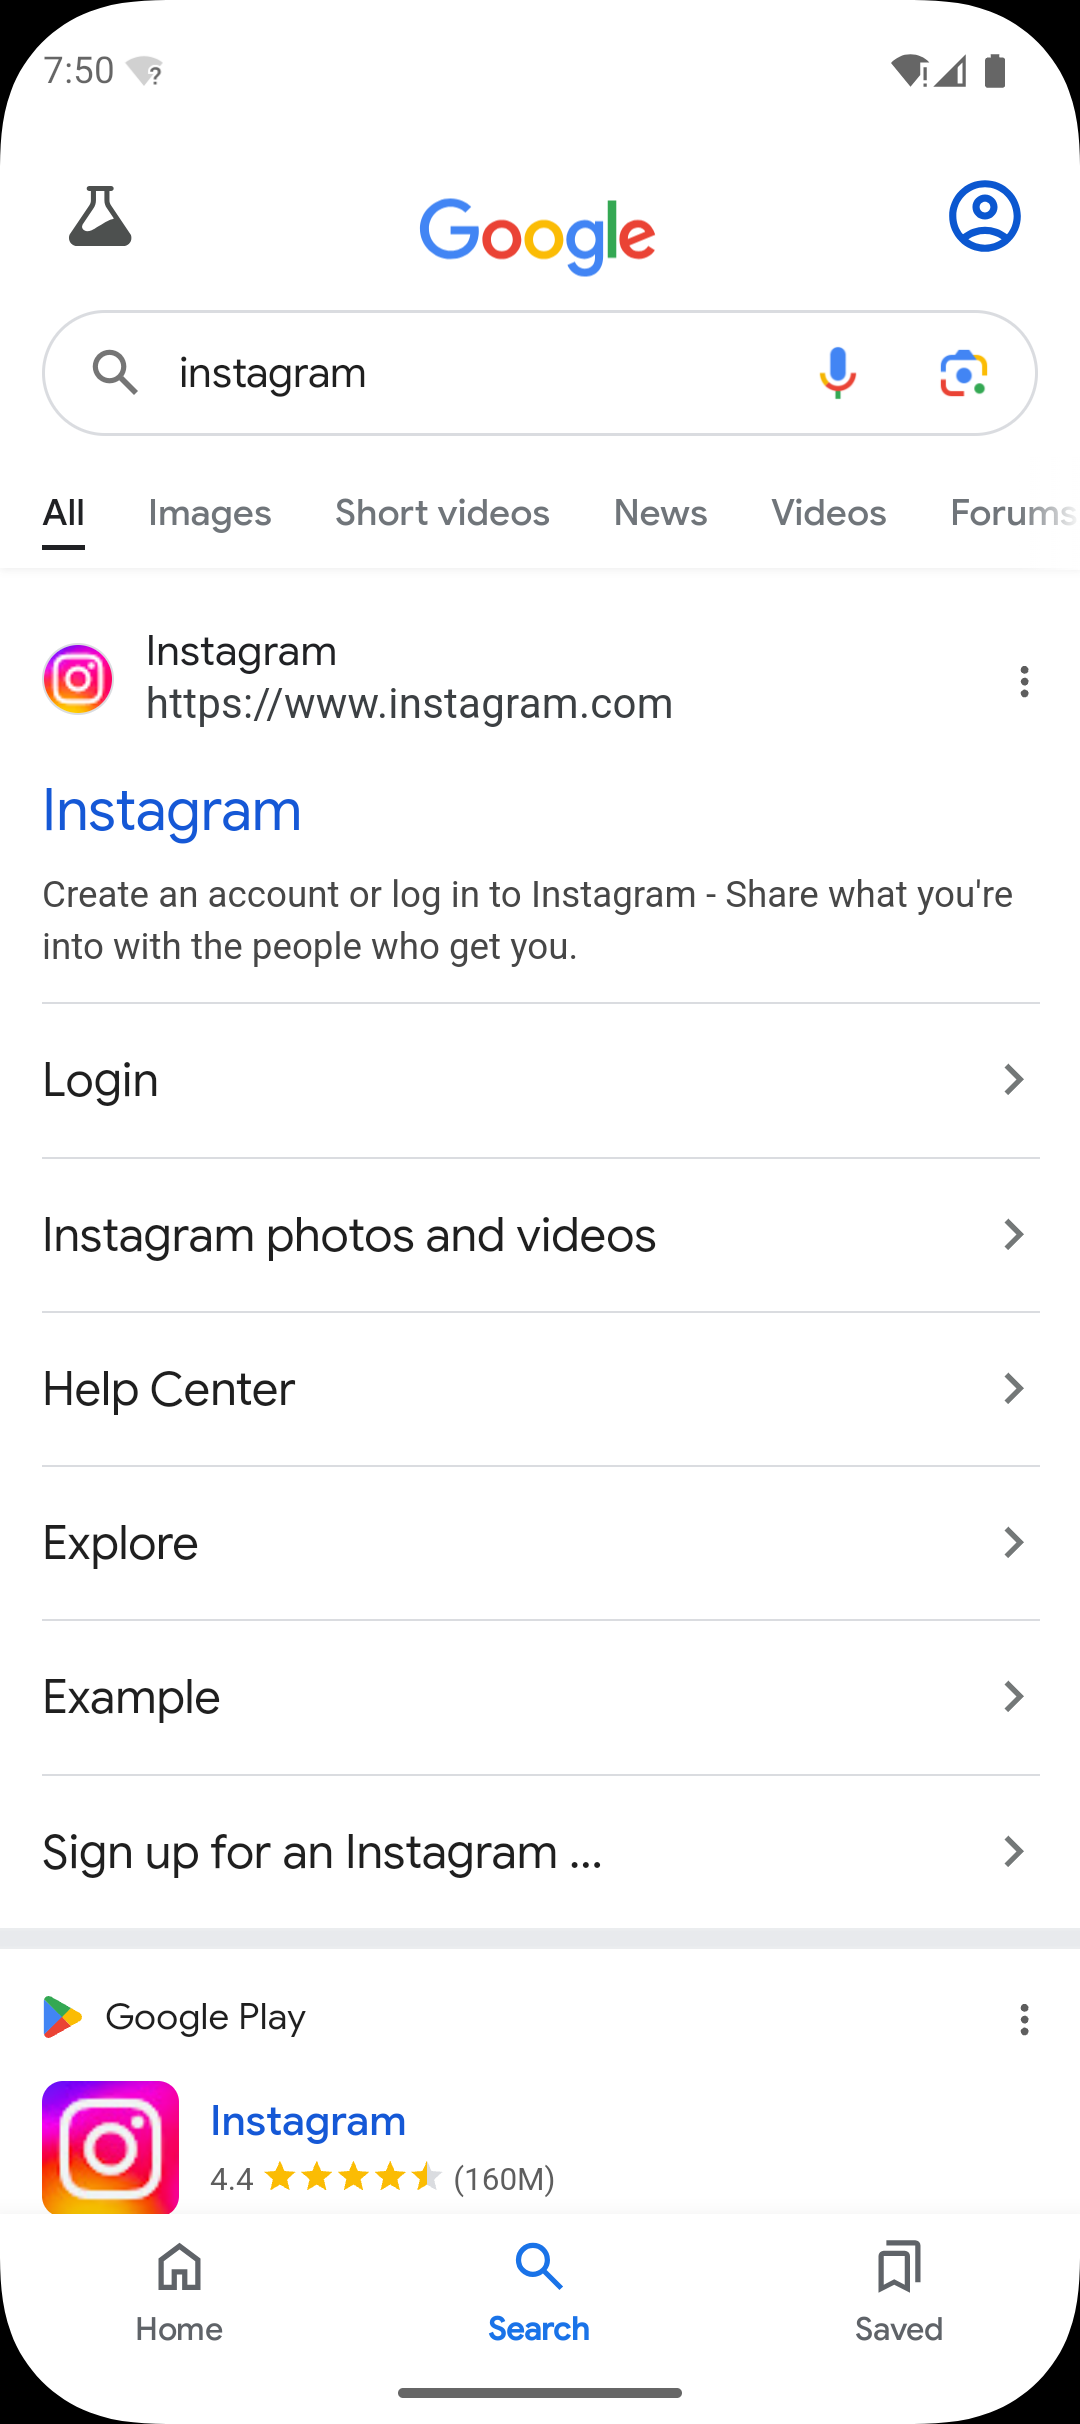 7:50
Google
instagram
All Images Short videos News Videos Forums
Instagram
https://www.instagram.com
Instagram
Create an account or log in to Instagram - Share what you're
into with the people who get you.
Login
Instagram photos and videos
Help Center
Explore
Example
Sign up for an Instagram ...
Google Play
Instagram
4.4 (160M)
Home Search Saved